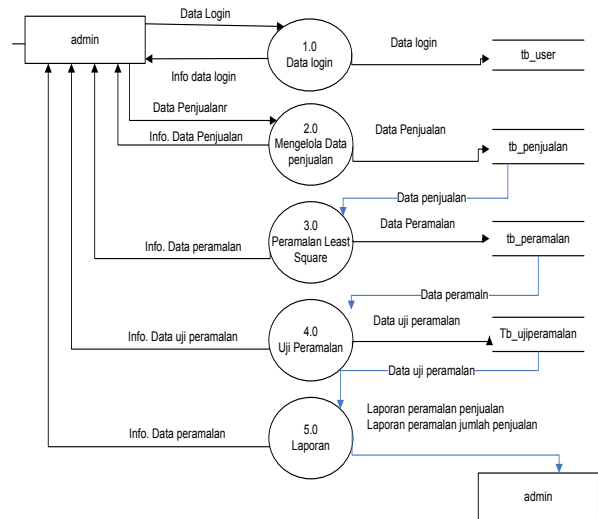 Data Login
admin
1.0
Data login
Data login
tb_user
Info data login
Data Penjualanr
Info. Data Penjualan
2.0
Mengelola Data
penjualan
Data Penjualan
tb_penjualan
Data penjualan
3.0
Peramalan Least
Square
Data Peramalan
tb_peramalan
Info. Data peramalan
Data peramaln
4.0
Uji Peramalan
Data uji peramalan
Tb_ujiperamalan
Info. Data uji peramalan
Data uji peramalan
5.0
Laporan
Laporan peramalan penjualan
Laporan peramalan jumlah penjualan
Info. Data peramalan
admin